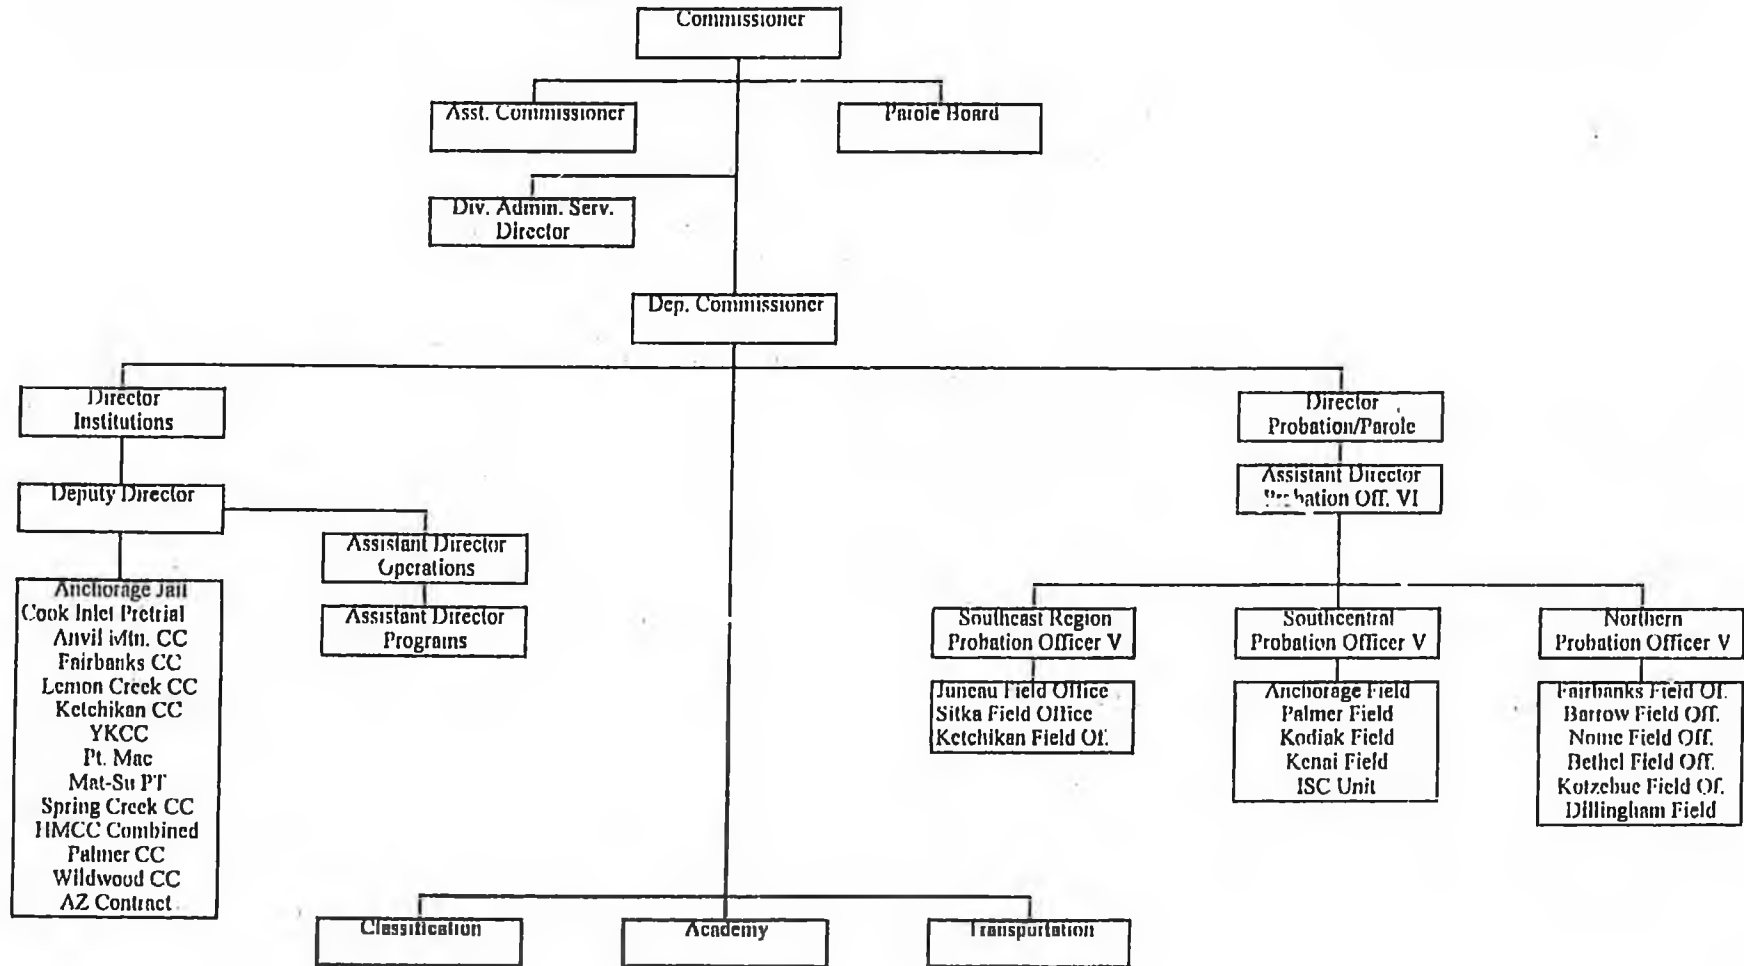 Commissioner
Asst. Commissioner
Parole Board
Div. Admin. Serv.
Director
Dep. Commissioner
Director
Institutions
Director
Probation/Parole
Deputy Director
Assistant Director
Probation Off. VI
Assistant Director
Operations
Assistant Director
Programs
Anchorage Jail
Cook Inlet Pretrial
Anvil Mtn. CC
Fairbanks CC
Lemon Creek CC
Ketchikan CC
YKCC
Pt. Mac
Mat-Su PT
Spring Creek CC
HMCC Combined
Palmer CC
Wildwood CC
AZ Contract
Southeast Region
Probation Officer V
Southcentral
Probation Officer V
Northern
Probation Officer V
Juneau Field Office
Sitka Field Office
Ketchikan Field Of.
Anchorage Field
Palmer Field
Kodiak Field
Kenai Field
ISC Unit
Fairbanks Field Of.
Barrow Field Off.
Nome Field Off.
Bethel Field Off.
Kotzebue Field Of.
Dillingham Field
Classification
Academy
Transportation